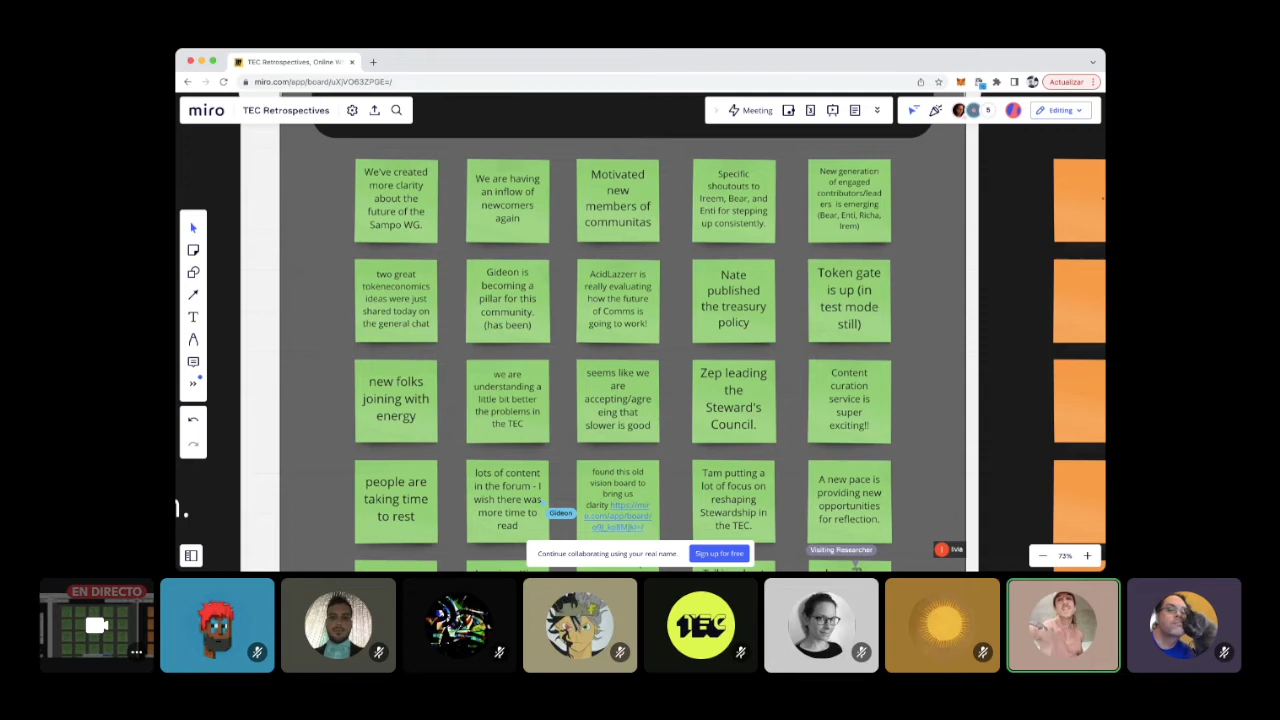 TEC Retrospectives, Online W
miro.com/app/board/uXjVO63ZPGE=/
Actualizar
miro
TEC Retrospectives
3
Meeting
5
Editing
We've created
more clarity
about the
future of the
Sampo WG.
We are having
an inflow of
newcomers
again
Motivated
new
members of
communitas
Specific
shoutouts to
Ireem, Bear, and
Enti for stepping
up consistently.
New generation
of engaged
contributors/lead
ers is emerging
(Bear, Enti, Richa,
Irem)
two great
tokeneconomics
ideas were just
shared today on
the general chat
Gideon is
becoming a
pillar for this
community.
(has been)
AcidLazzerr is
really evaluating
how the future
of Comms is
going to work!
Nate
published
the treasury
policy
Token gate
is up (in
test mode
still)
new folks
joining with
energy
we are
understanding a
little bit better
the problems in
the TEC
seems like we
are
accepting/agre
eing that
slower is good
Zep leading
the
Steward's
Council.
Content
curation
service is
super
exciting!!
people are
taking time
to rest
lots of content
in the forum - I
wish there was
more time to
read
found this old
vision board to
bring us
clarity https://mir
o.com/app/board/
Tam putting a
lot of focus on
reshaping
Stewardship in
the TEC.
A new pace is
providing new
opportunities
for reflection.
n.
Gideon
Continue collaborating using your real name.
Sign up for free
Visiting Researcher
I
livia
73%
EN DIRECTO
TEC